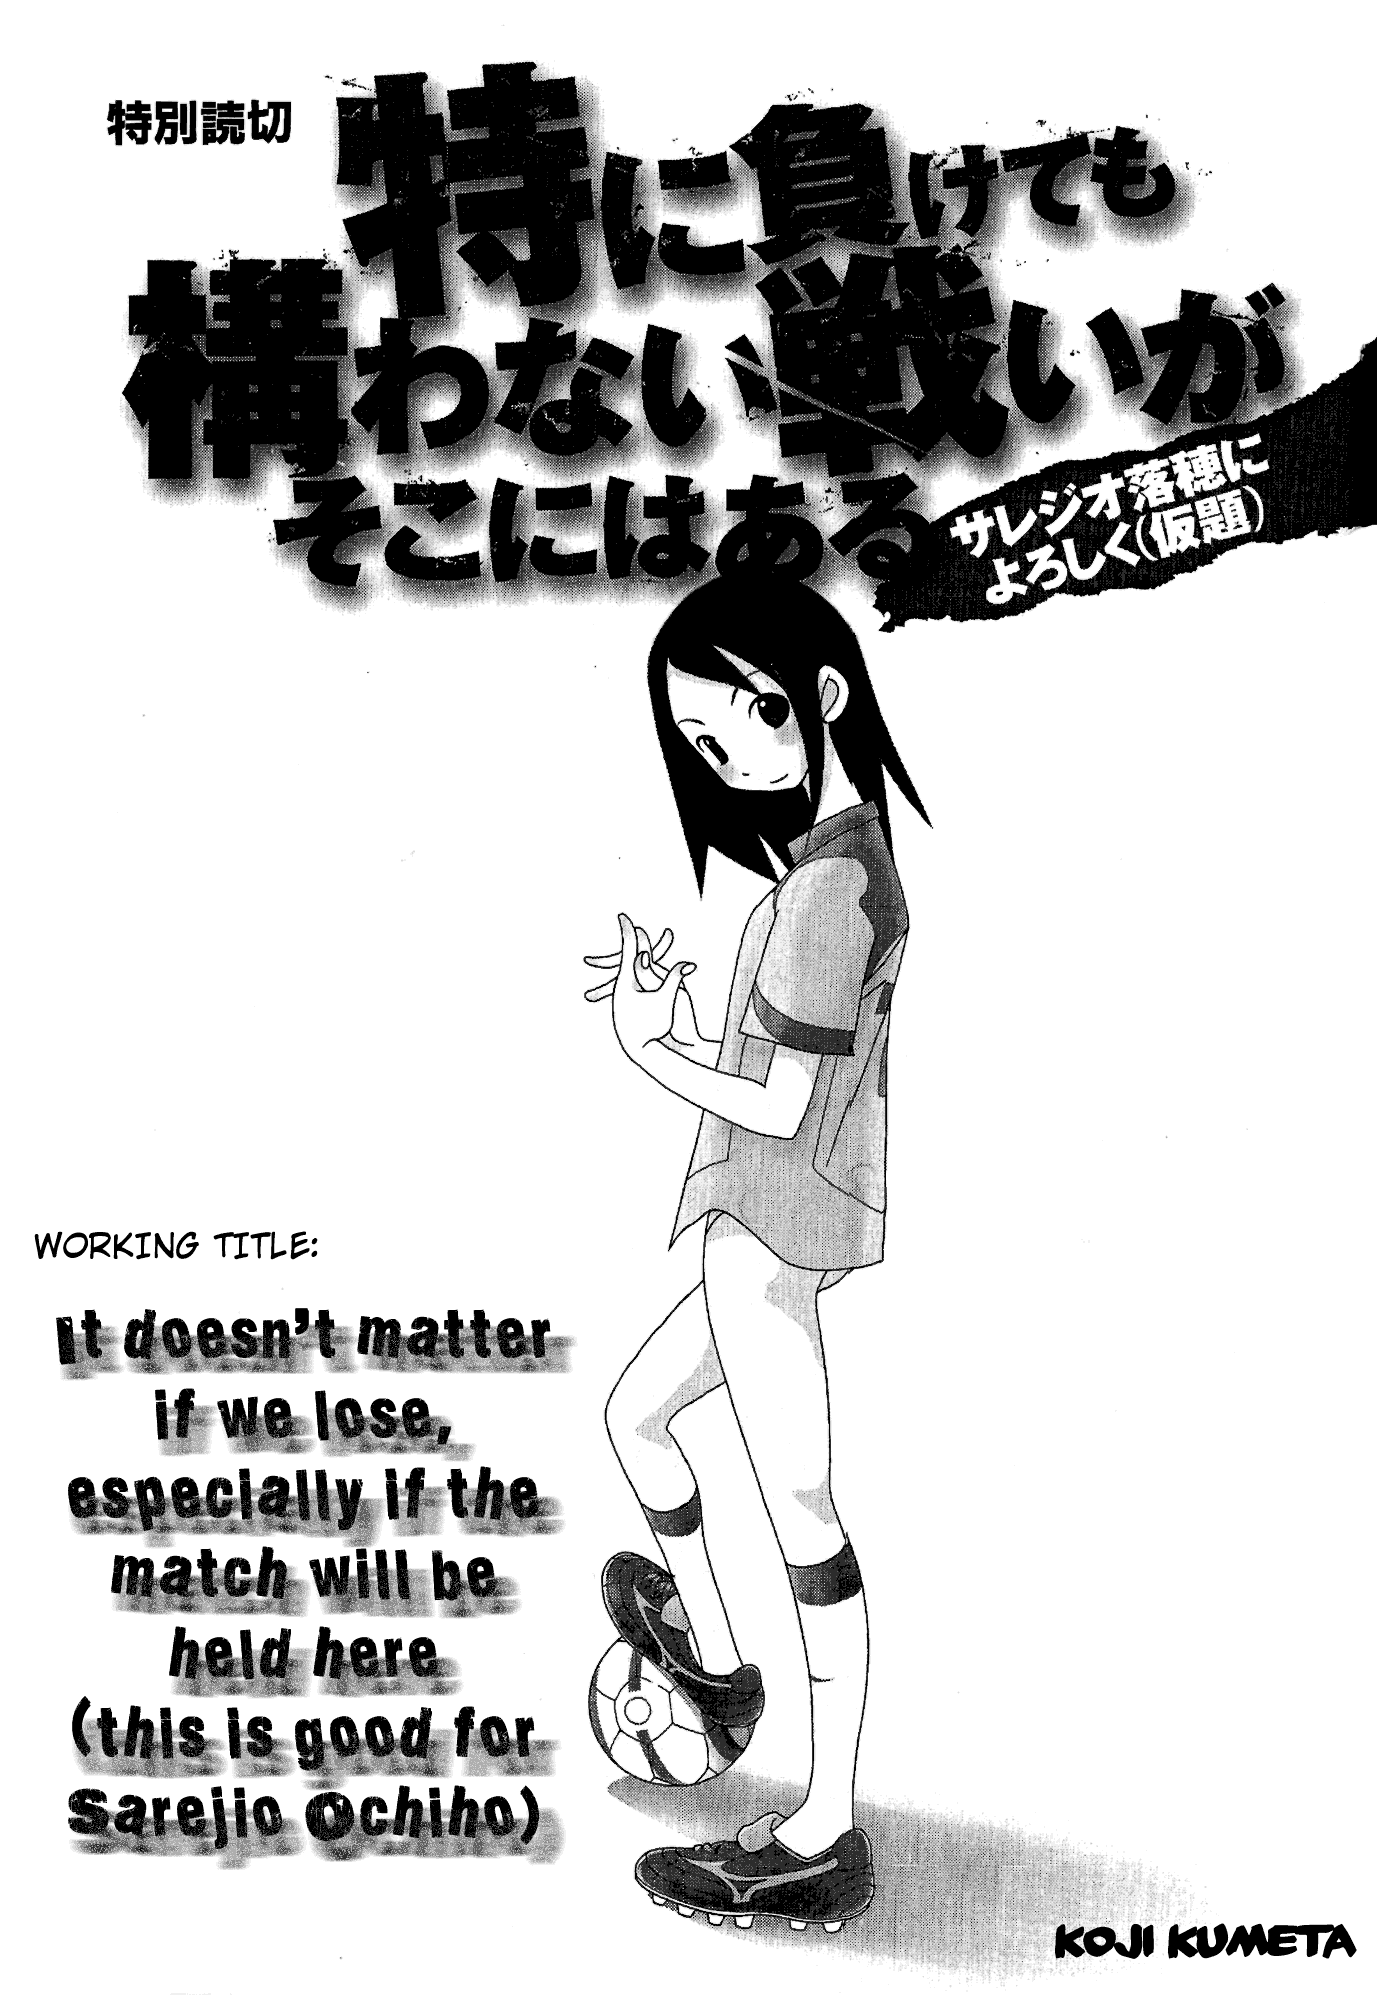 特別読切
特に負けても
構わない戦いが
そこにはある
サレジオ落穂に
よろしく(仮題)
WORKING TITLE:
It doesn't matter
if we lose,
especially if the
match will be
held here
(this is good for
Sarejio Ochiho)
KOJI KUMETA